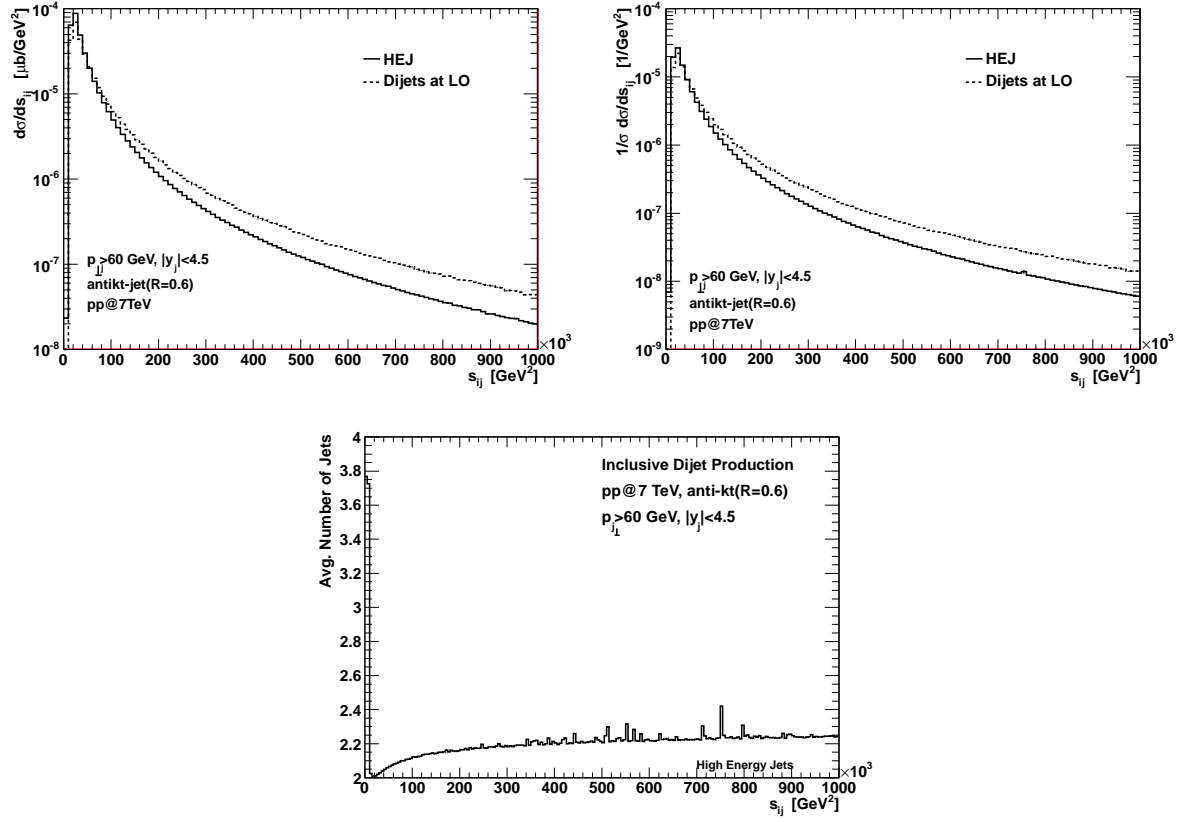 dσ/ds_ij [μb/GeV²]
10⁻⁴
10⁻⁵
10⁻⁶
10⁻⁷
10⁻⁸
HEJ
Dijets at LO
p_⊥j>60 GeV, |y_j|<4.5
antikt-jet(R=0.6)
pp@7TeV
0 100 200 300 400 500 600 700 800 900 1000
×10³
s_ij [GeV²]
1/σ dσ/ds_ij [1/GeV²]
10⁻⁴
10⁻⁵
10⁻⁶
10⁻⁷
10⁻⁸
10⁻⁹
HEJ
Dijets at LO
p_⊥j>60 GeV, |y_j|<4.5
antikt-jet(R=0.6)
pp@7TeV
0 100 200 300 400 500 600 700 800 900 1000
×10³
s_ij [GeV²]
Avg. Number of Jets
4
3.8
3.6
3.4
3.2
3
2.8
2.6
2.4
2.2
2
Inclusive Dijet Production
pp@7 TeV, anti-kt(R=0.6)
p_j⊥>60 GeV, |y_j|<4.5
High Energy Jets
0 100 200 300 400 500 600 700 800 900 1000
×10³
s_ij [GeV²]